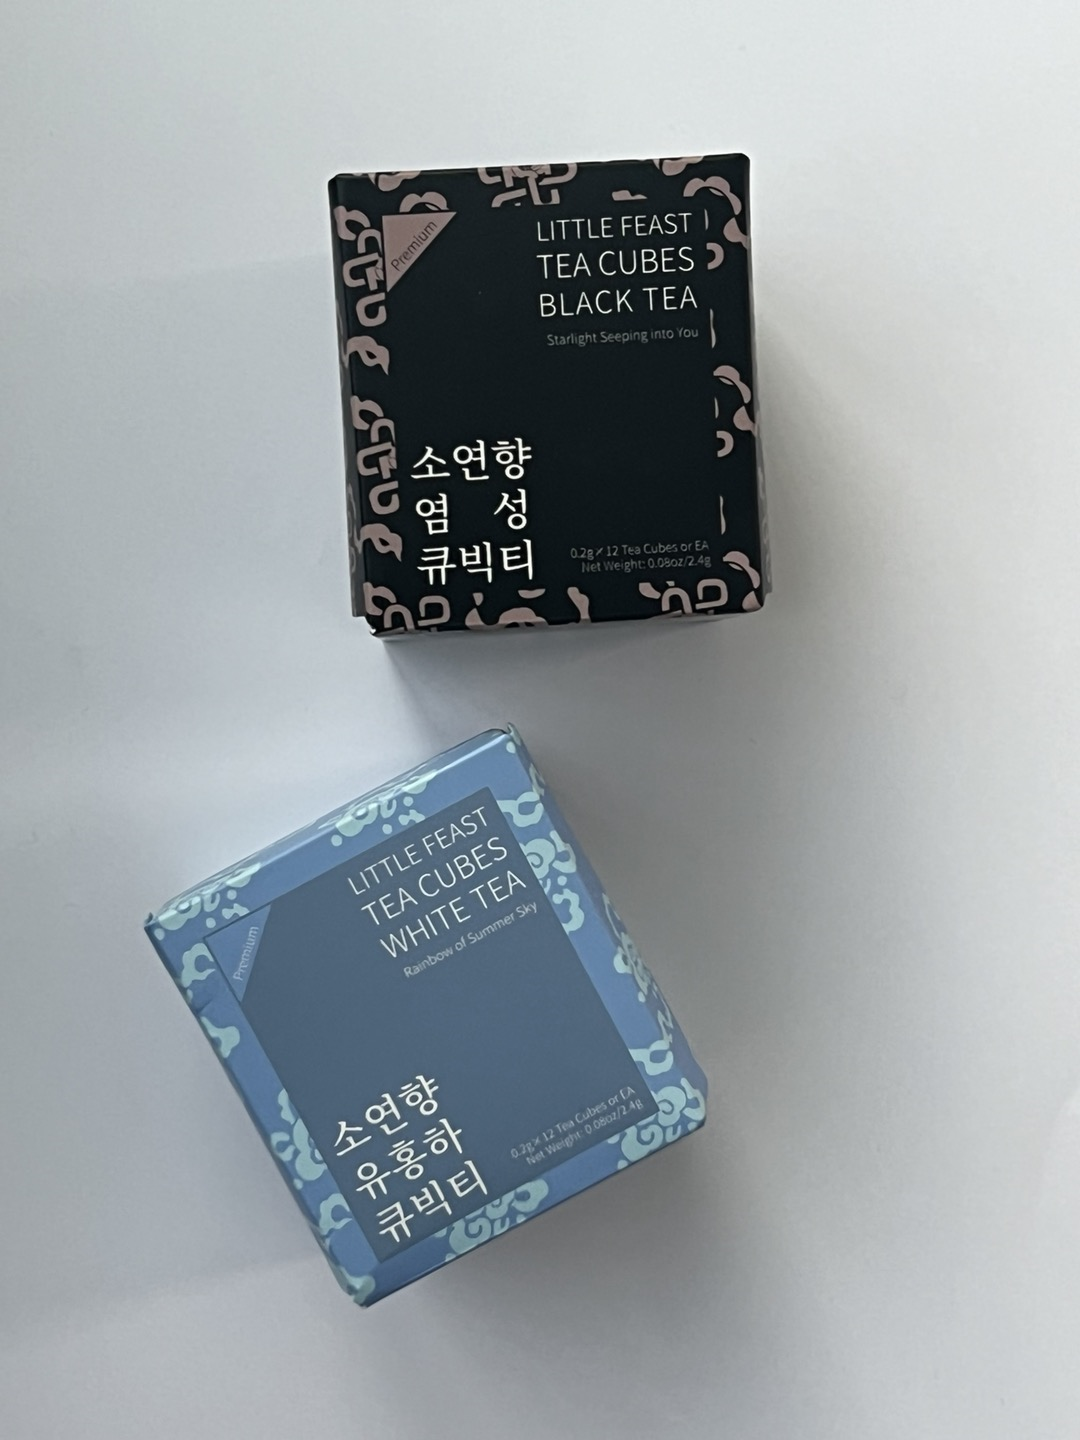 Premium
LITTLE FEAST
TEA CUBES
BLACK TEA
Starlight Seeping into You
소연향
염 성
큐빅티
0.2g × 12 Tea Cubes or EA
Net Weight: 0.08oz/2.4g
Premium
LITTLE FEAST
TEA CUBES
WHITE TEA
Rainbow of Summer Sky
소연향
유홍하
큐빅티
0.2g × 12 Tea Cubes or EA
Net Weight: 0.08oz/2.4g